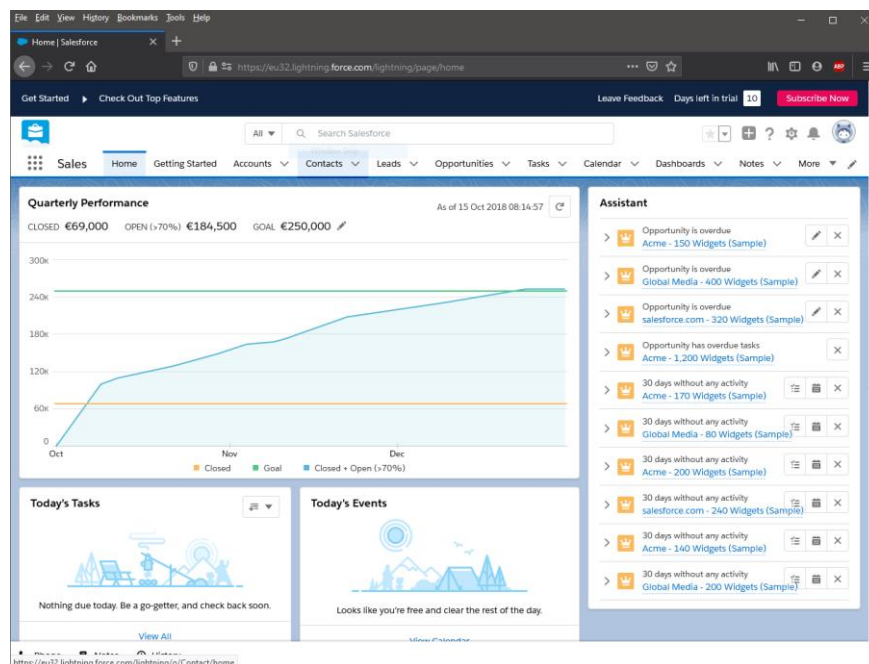 File Edit View History Bookmarks Tools Help
Home | Salesforce
https://eu32.lightning.force.com/lightning/page/home
ABP
Get Started Check Out Top Features Leave Feedback Days left in trial 10 Subscribe Now
All Search Salesforce
Sales Home Getting Started Accounts Contacts Leads Opportunities Tasks Calendar Dashboards Notes More
Quarterly Performance
As of 15 Oct 2018 08:14:57
CLOSED €69,000 OPEN (>70%) €184,500 GOAL €250,000
300K
240K
180K
120K
60K
0
Oct Nov Dec
Closed Goal Closed + Open (>70%)
Assistant
Opportunity is overdue
Acme - 150 Widgets (Sample)
Opportunity is overdue
Global Media - 400 Widgets (Sample)
Opportunity is overdue
salesforce.com - 320 Widgets (Sample)
Opportunity has overdue tasks
Acme - 1,200 Widgets (Sample)
30 days without any activity
Acme - 170 Widgets (Sample)
30 days without any activity
Global Media - 80 Widgets (Sample)
30 days without any activity
Acme - 200 Widgets (Sample)
30 days without any activity
salesforce.com - 240 Widgets (Sample)
30 days without any activity
Acme - 140 Widgets (Sample)
30 days without any activity
Global Media - 200 Widgets (Sample)
Today's Tasks
Nothing due today. Be a go-getter, and check back soon.
View All
Today's Events
Looks like you're free and clear the rest of the day.
View Calendar
Phone Notes History
https://eu32.lightning.force.com/lightning/o/Contact/home